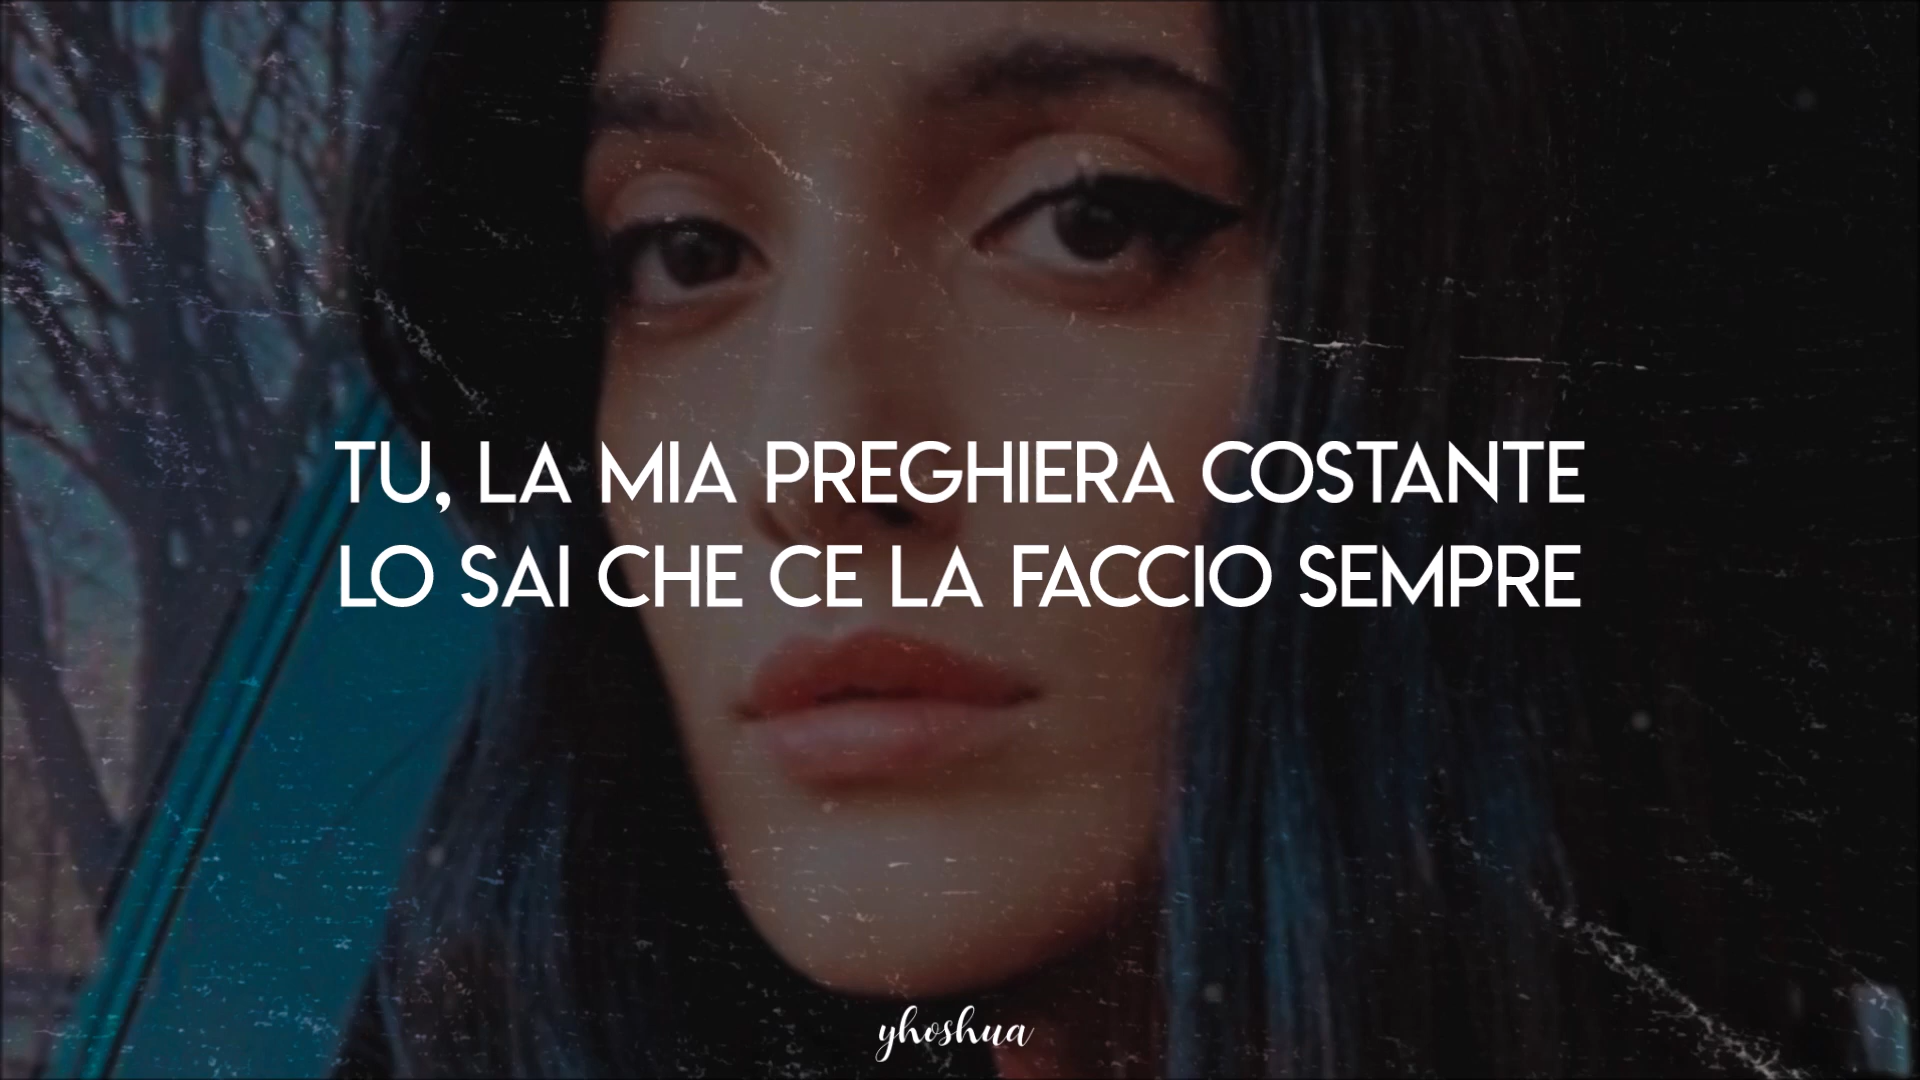 TU, LA MIA PREGHIERA COSTANTE
LO SAI CHE CE LA FACCIO SEMPRE
yhoshua